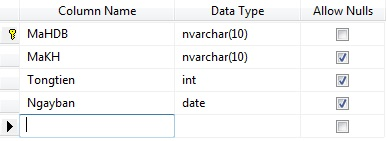 Column Name Data Type Allow Nulls
MaHDB nvarchar(10)
MaKH nvarchar(10)
Tongtien int
Ngayban date